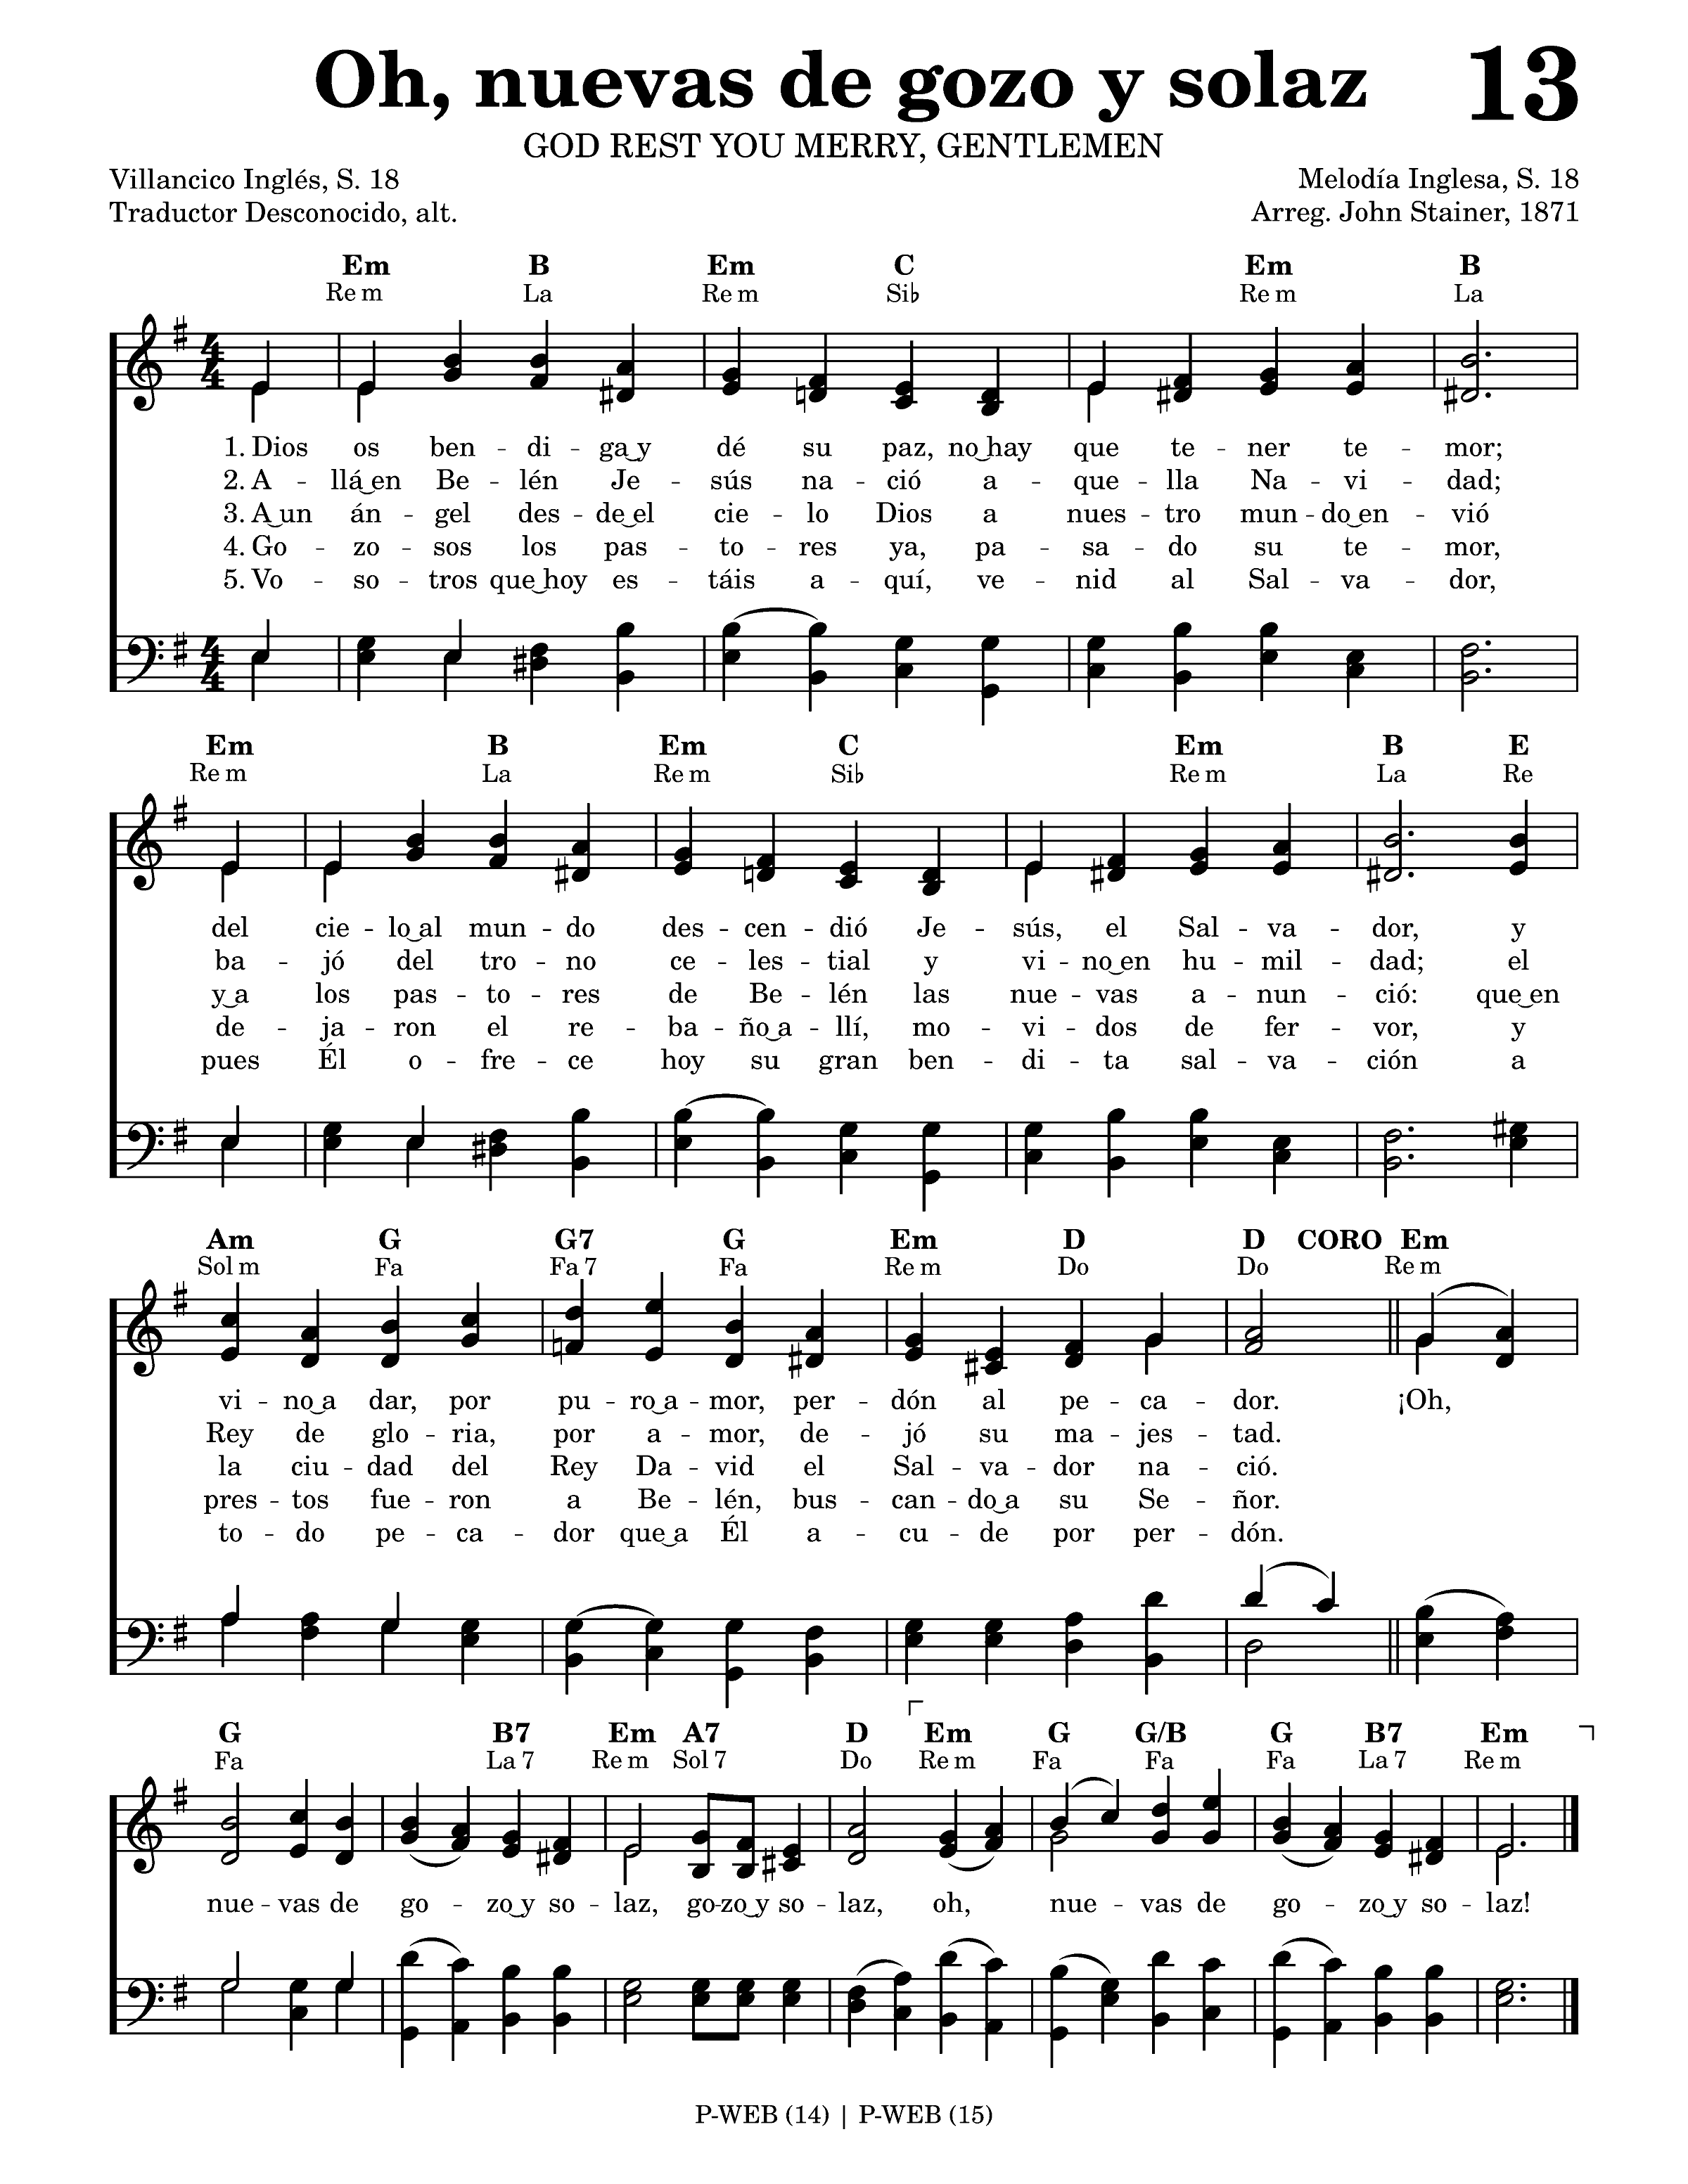 Oh, nuevas de gozo y solaz 13
GOD REST YOU MERRY, GENTLEMEN
Villancico Inglés, S. 18 Melodía Inglesa, S. 18
Traductor Desconocido, alt. Arreg. John Stainer, 1871
Em B Em C Em B
Re m La Re m Si♭ Re m La
4 4
1. Dios os ben - di - ga‿y dé su paz, no‿hay que te - ner te - mor;
2. A - llá‿en Be - lén Je - sús na - ció a - que - lla Na - vi - dad;
3. A‿un án - gel des - de‿el cie - lo Dios a nues - tro mun - do‿en - vió
4. Go - zo - sos los pas - to - res ya, pa - sa - do su te - mor,
5. Vo - so - tros que‿hoy es - táis a - quí, ve - nid al Sal - va - dor,
4 4
Em B Em C Em B E
Re m La Re m Si♭ Re m La Re
del cie - lo‿al mun - do des - cen - dió Je - sús, el Sal - va - dor, y
ba - jó del tro - no ce - les - tial y vi - no‿en hu - mil - dad; el
y‿a los pas - to - res de Be - lén las nue - vas a - nun - ció: que‿en
de - ja - ron el re - ba - ño‿a - llí, mo - vi - dos de fer - vor, y
pues Él o - fre - ce hoy su gran ben - di - ta sal - va - ción a
Am G G7 G Em D D CORO Em
Sol m Fa Fa 7 Fa Re m Do Do Re m
vi - no‿a dar, por pu - ro‿a - mor, per - dón al pe - ca - dor. ¡Oh,
Rey de glo - ria, por a - mor, de - jó su ma - jes - tad.
la ciu - dad del Rey Da - vid el Sal - va - dor na - ció.
pres - tos fue - ron a Be - lén, bus - can - do‿a su Se - ñor.
to - do pe - ca - dor que‿a Él a - cu - de por per - dón.
G B7 Em A7 D Em G G/B G B7 Em
Fa La 7 Re m Sol 7 Do Re m Fa Fa Fa La 7 Re m
nue - vas de go - zo‿y so - laz, go - zo‿y so - laz, oh, nue - vas de go - zo‿y so - laz!
P-WEB (14) | P-WEB (15)